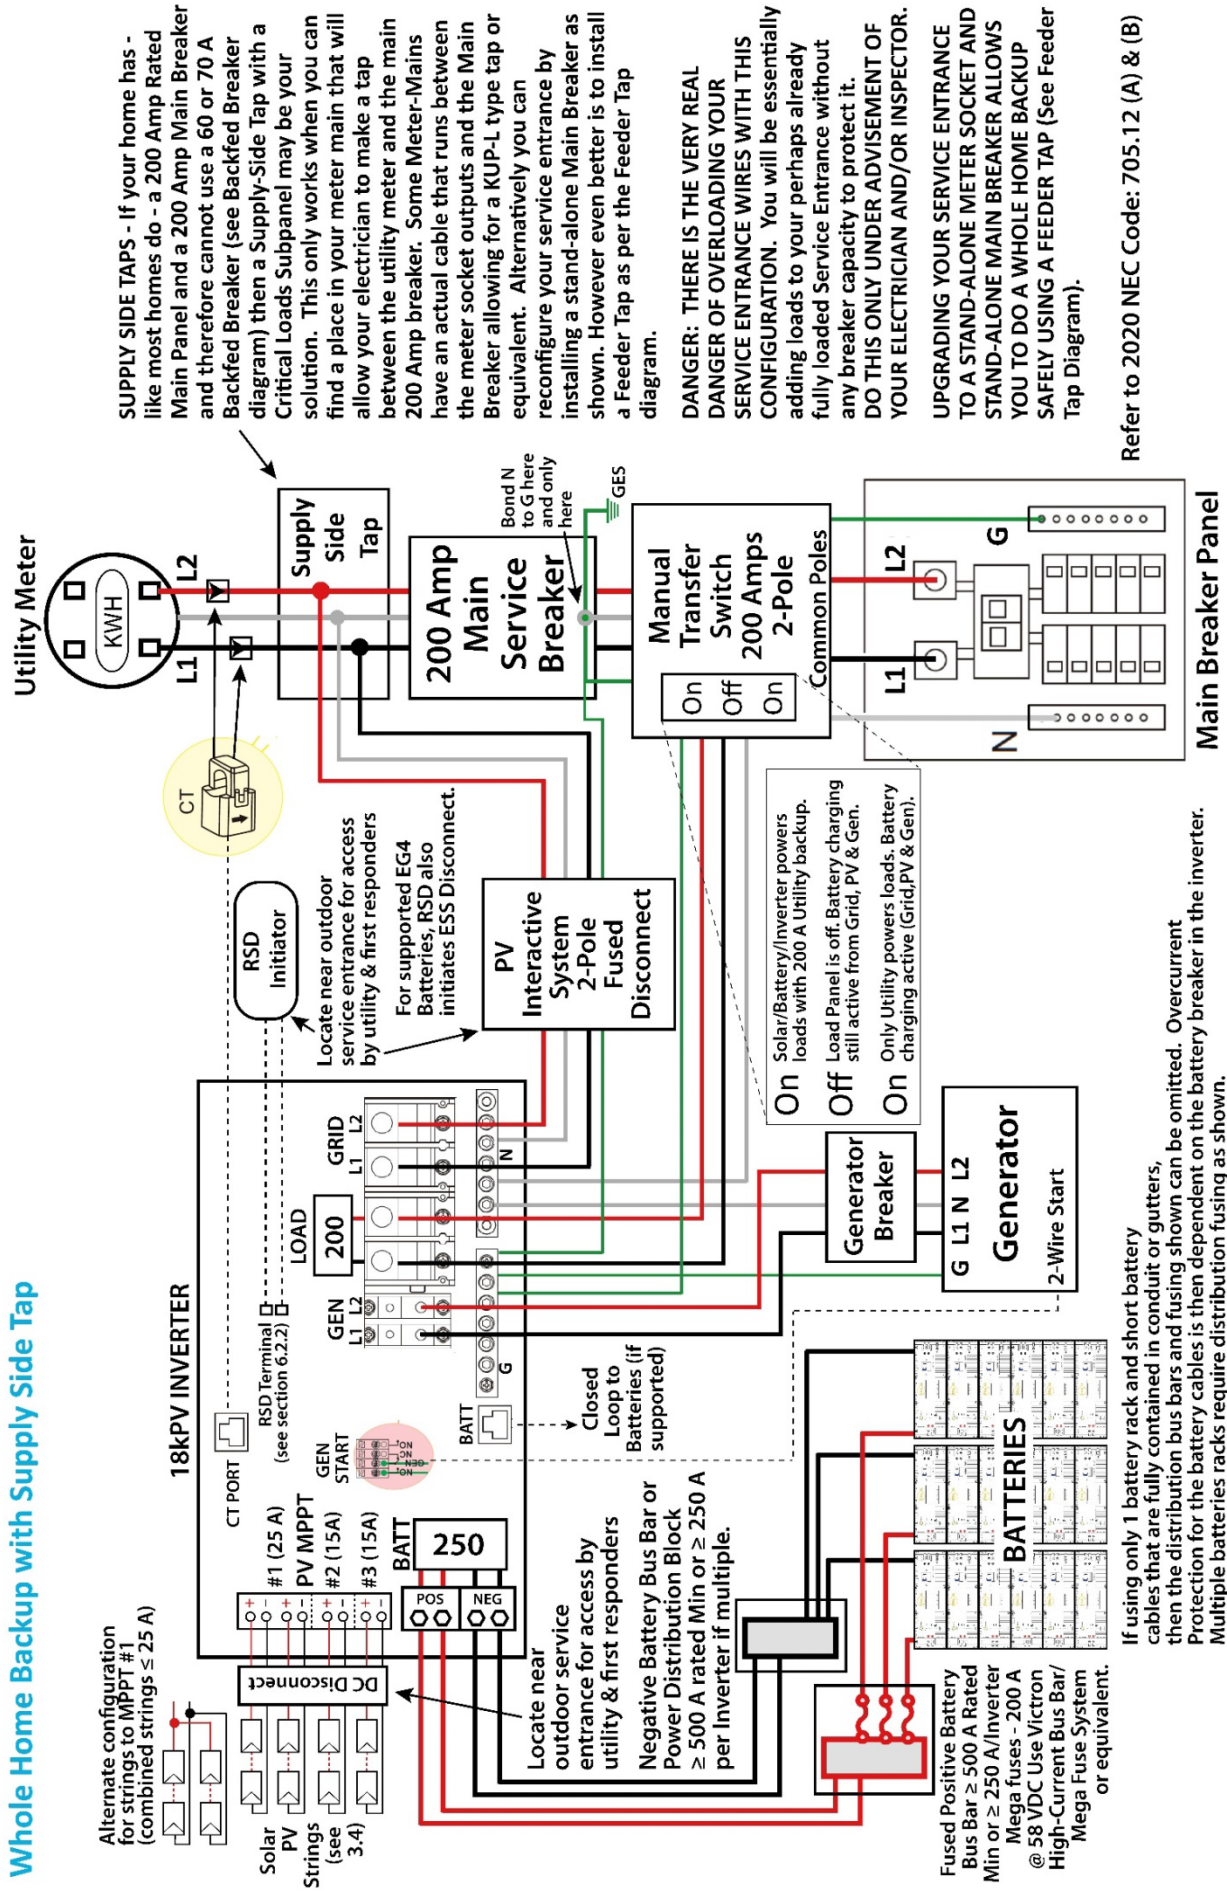 Whole Home Backup with Supply Side Tap
Alternate configuration
for strings to MPPT #1
(combined strings ≤ 25 A)
Solar
PV
Strings
(see
3.4)
DC Disconnect
18kPV INVERTER
CT PORT
#1 (25 A)
PV MPPT
#2 (15A)
#3 (15A)
+
-
+
-
+
-
+
-
RSD Terminal
(see section 6.2.2)
GEN
START
NO
NC
GEN
NO
BATT
250
POS
NEG
BATT
Closed
Loop to
Batteries (if
supported)
GEN
L1
L2
LOAD
200
GRID
L1
L2
G
N
Locate near
outdoor service
entrance for access by
utility & first responders
Negative Battery Bus Bar or
Power Distribution Block
≥ 500 A rated Min or ≥ 250 A
per Inverter if multiple.
Fused Positive Battery
Bus Bar ≥ 500 A Rated
Min or ≥ 250 A/Inverter
Mega fuses - 200 A
@ 58 VDC Use Victron
High-Current Bus Bar/
Mega Fuse System
or equivalent.
BATTERIES
If using only 1 battery rack and short battery
cables that are fully contained in conduit or gutters,
then the distribution bus bars and fusing shown can be omitted. Overcurrent
Protection for the battery cables is then dependent on the battery breaker in the inverter.
Multiple batteries racks require distribution fusing as shown.
RSD
Initiator
Locate near outdoor
service entrance for access
by utility & first responders
For supported EG4
Batteries, RSD also
initiates ESS Disconnect.
PV
Interactive
System
2-Pole
Fused
Disconnect
CT
Generator
Breaker
G L1 N L2
Generator
2-Wire Start
On Solar/Battery/Inverter powers
loads with 200 A Utility backup.
Off Load Panel is off. Battery charging
still active from Grid, PV & Gen.
On Only Utility powers loads. Battery
charging active (Grid,PV & Gen).
Utility Meter
KWH
L1
L2
Supply
Side
Tap
200 Amp
Main
Service
Breaker
Bond N
to G here
and only
here
GES
Manual
Transfer
Switch
200 Amps
2-Pole
On
Off
On
Common Poles
N
L1
L2
G
Main Breaker Panel
SUPPLY SIDE TAPS - If your home has -
like most homes do - a 200 Amp Rated
Main Panel and a 200 Amp Main Breaker
and therefore cannot use a 60 or 70 A
Backfed Breaker (see Backfed Breaker
diagram) then a Supply-Side Tap with a
Critical Loads Subpanel may be your
solution. This only works when you can
find a place in your meter main that will
allow your electrician to make a tap
between the utility meter and the main
200 Amp breaker. Some Meter-Mains
have an actual cable that runs between
the meter socket outputs and the Main
Breaker allowing for a KUP-L type tap or
equivalent. Alternatively you can
reconfigure your service entrance by
installing a stand-alone Main Breaker as
shown. However even better is to install
a Feeder Tap as per the Feeder Tap
diagram.
DANGER: THERE IS THE VERY REAL
DANGER OF OVERLOADING YOUR
SERVICE ENTRANCE WIRES WITH THIS
CONFIGURATION. You will be essentially
adding loads to your perhaps already
fully loaded Service Entrance without
any breaker capacity to protect it.
DO THIS ONLY UNDER ADVISEMENT OF
YOUR ELECTRICIAN AND/OR INSPECTOR.
UPGRADING YOUR SERVICE ENTRANCE
TO A STAND-ALONE METER SOCKET AND
STAND-ALONE MAIN BREAKER ALLOWS
YOU TO DO A WHOLE HOME BACKUP
SAFELY USING A FEEDER TAP (See Feeder
Tap Diagram).
Refer to 2020 NEC Code: 705.12 (A) & (B)